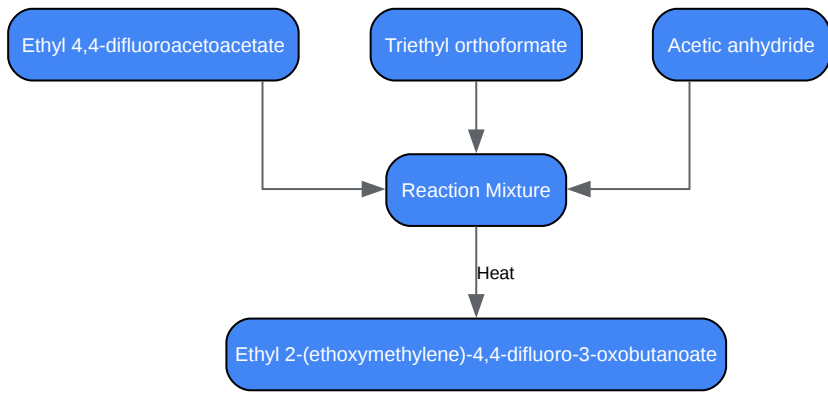 Ethyl 4,4-difluoroacetoacetate
Triethyl orthoformate
Acetic anhydride
Reaction Mixture
Heat
Ethyl 2-(ethoxymethylene)-4,4-difluoro-3-oxobutanoate